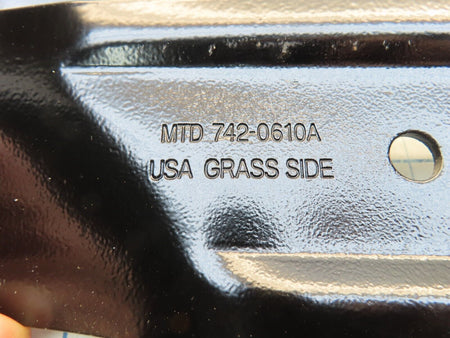 MTD 742-0610A
USA GRASS SIDE